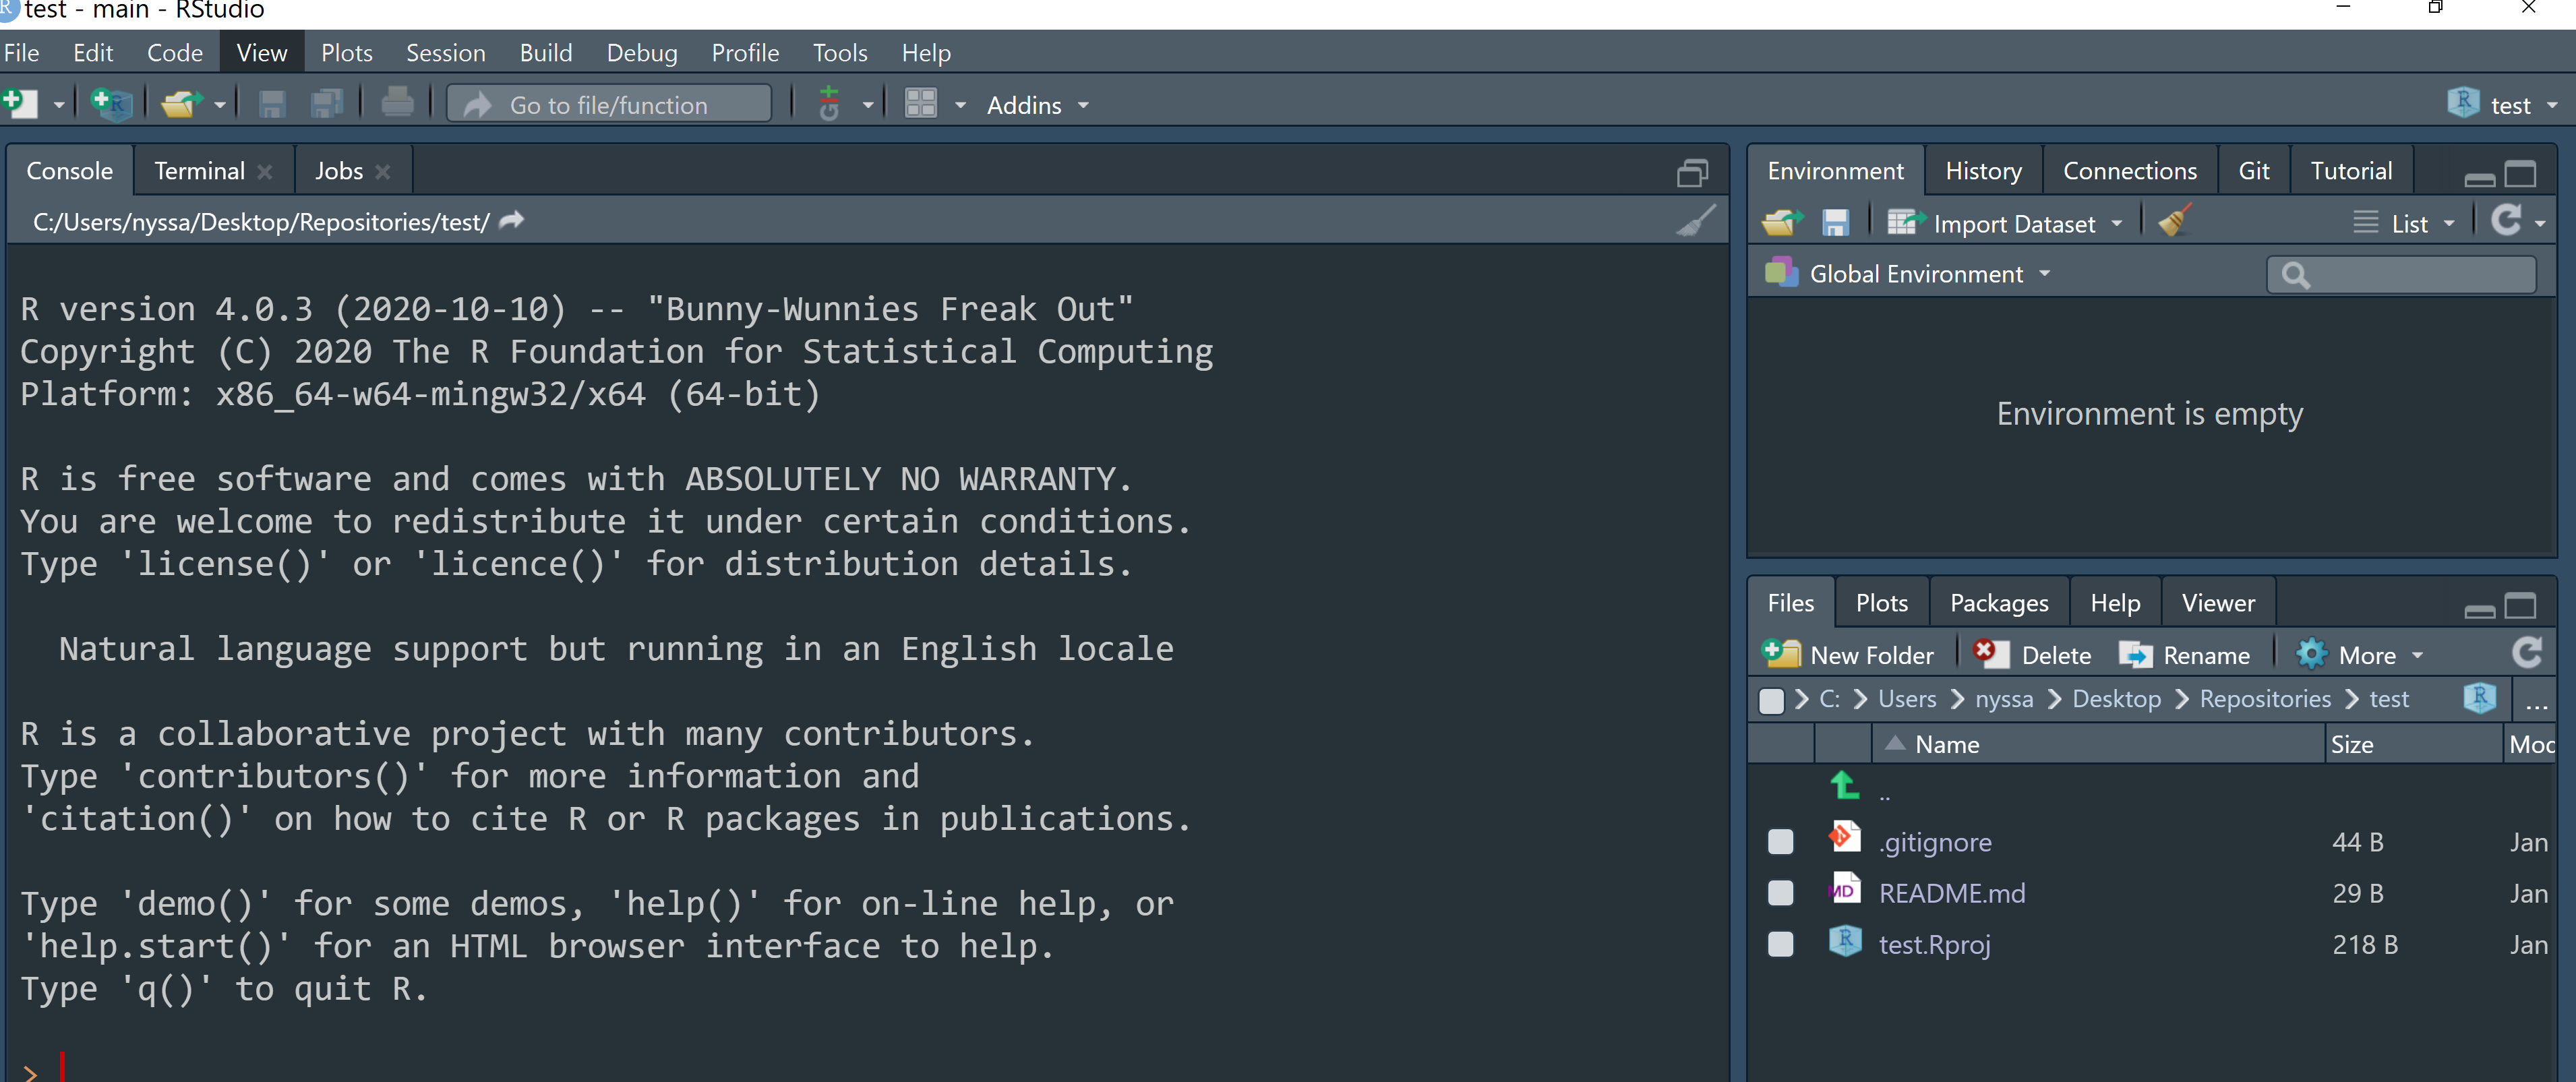 test - main - RStudio
File Edit Code View Plots Session Build Debug Profile Tools Help
Go to file/function Addins test
Console Terminal Jobs
C:/Users/nyssa/Desktop/Repositories/test/
R version 4.0.3 (2020-10-10) -- "Bunny-Wunnies Freak Out"
Copyright (C) 2020 The R Foundation for Statistical Computing
Platform: x86_64-w64-mingw32/x64 (64-bit)
R is free software and comes with ABSOLUTELY NO WARRANTY.
You are welcome to redistribute it under certain conditions.
Type 'license()' or 'licence()' for distribution details.
Natural language support but running in an English locale
R is a collaborative project with many contributors.
Type 'contributors()' for more information and
'citation()' on how to cite R or R packages in publications.
Type 'demo()' for some demos, 'help()' for on-line help, or
'help.start()' for an HTML browser interface to help.
Type 'q()' to quit R.
>
Environment History Connections Git Tutorial
Import Dataset List
Global Environment
Environment is empty
Files Plots Packages Help Viewer
New Folder Delete Rename More
C: Users nyssa Desktop Repositories test ...
Name Size Mod
..
.gitignore 44 B Jan
README.md 29 B Jan
test.Rproj 218 B Jan